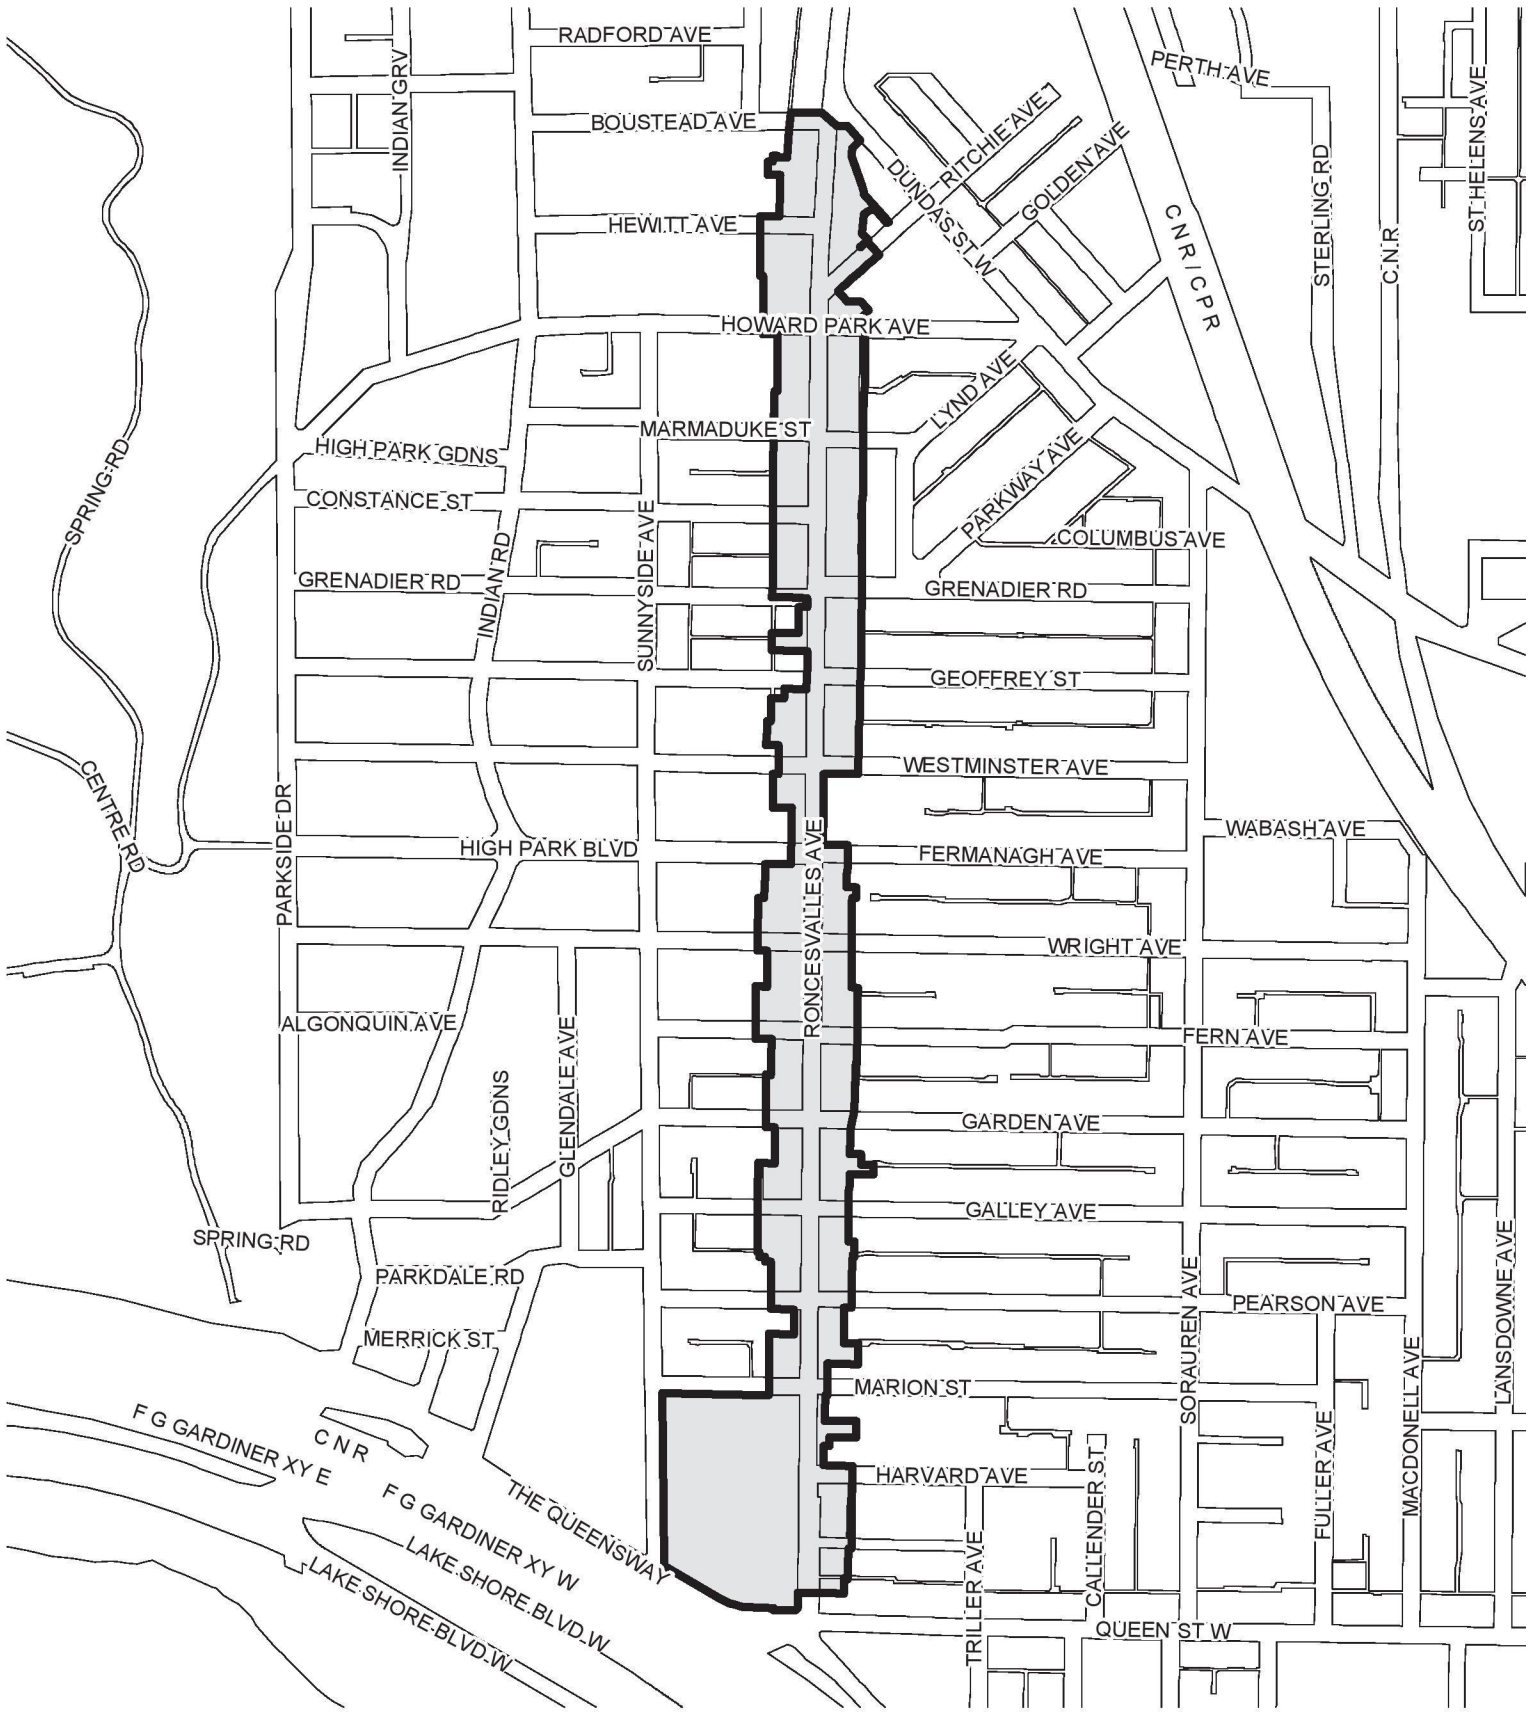 RADFORD AVE
PERTH AVE
INDIAN GRV
BOUSTEAD AVE
RITCHIE AVE
GOLDEN AVE
ST HELENS AVE
STERLING RD
DUNDAS ST W
HEWITT AVE
CNR / CPR
C.N.R
HOWARD PARK AVE
LYND AVE
MARMADUKE ST
HIGH PARK GDNS
PARKWAY AVE
SPRING RD
CONSTANCE ST
COLUMBUS AVE
SUNNYSIDE AVE
INDIAN RD
GRENADIER RD
GRENADIER RD
GEOFFREY ST
WESTMINSTER AVE
CENTRE RD
PARKSIDE DR
WABASH AVE
HIGH PARK BLVD
FERMANAGH AVE
RONCESVALLES AVE
WRIGHT AVE
ALGONQUIN AVE
FERN AVE
GLENDALE AVE
RIDLEY GDNS
GARDEN AVE
GALLEY AVE
SPRING RD
PARKDALE RD
PEARSON AVE
LANSDOWNE AVE
SORAUREN AVE
MERRICK ST
MACDONELL AVE
MARION ST
F G GARDINER XY E
C N R
FULLER AVE
HARVARD AVE
CALLENDER ST
F G GARDINER XY W
THE QUEENSWAY
LAKE SHORE BLVD W
LAKE SHORE BLVD W
TRILLER AVE
QUEEN ST W